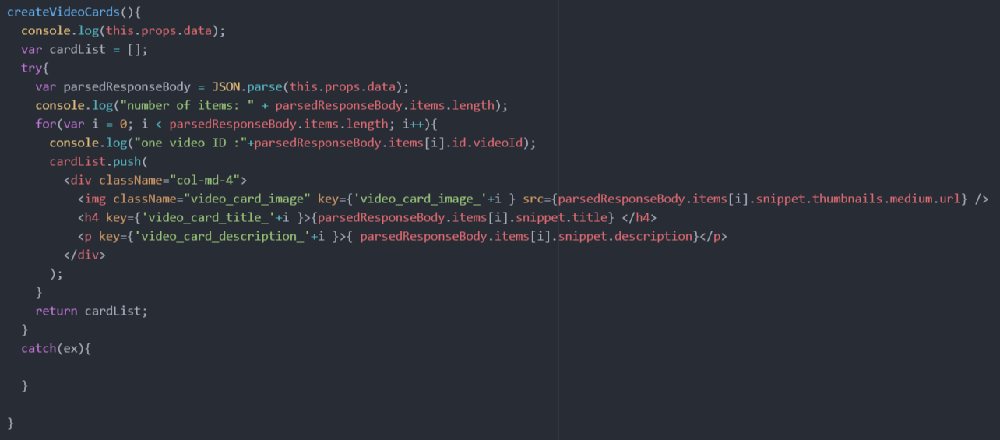 createVideoCards(){
  console.log(this.props.data);
  var cardList = [];
  try{
    var parsedResponseBody = JSON.parse(this.props.data);
    console.log("number of items: " + parsedResponseBody.items.length);
    for(var i = 0; i < parsedResponseBody.items.length; i++){
      console.log("one video ID :"+parsedResponseBody.items[i].id.videoId);
      cardList.push(
        <div className="col-md-4">
          <img className="video_card_image" key={'video_card_image_'+i } src={parsedResponseBody.items[i].snippet.thumbnails.medium.url} />
          <h4 key={'video_card_title_'+i }>{parsedResponseBody.items[i].snippet.title} </h4>
          <p key={'video_card_description_'+i }>{ parsedResponseBody.items[i].snippet.description}</p>
        </div>
      );
    }
    return cardList;
  }
  catch(ex){
  }
}